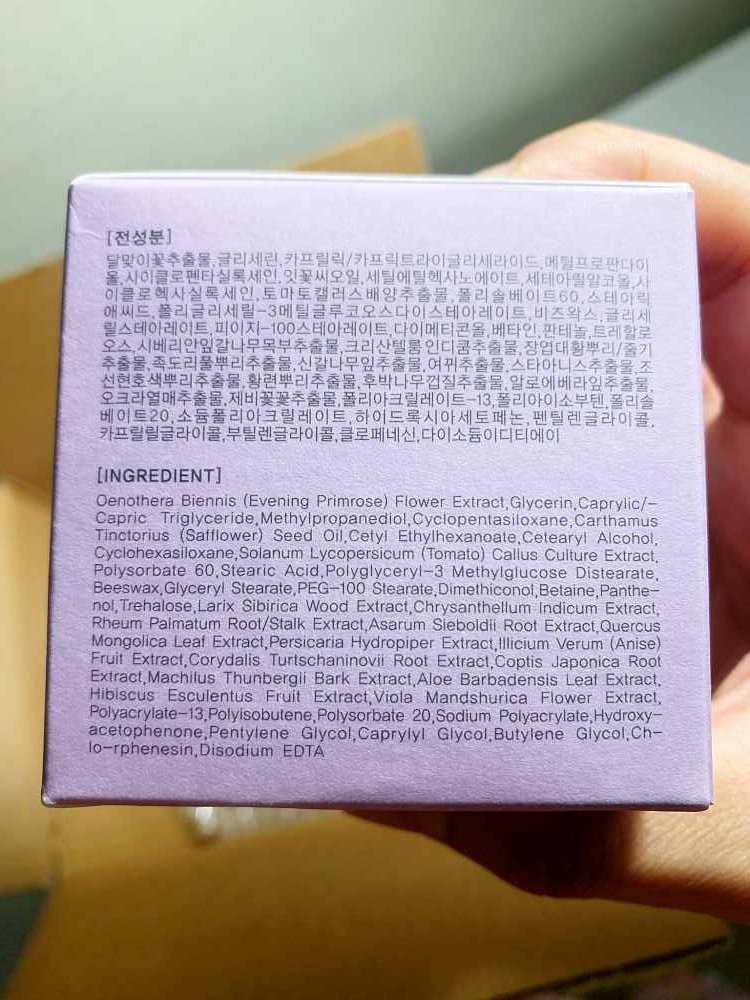 [전성분]
달맞이꽃추출물,글리세린,카프릴릭/카프릭트라이글리세라이드,메틸프로판다이
올,사이클로펜타실록세인,잇꽃씨오일,세틸에틸헥사노에이트,세테아릴알코올,사
이클로헥사실록세인,토마토캘러스배양추출물,폴리솔베이트60,스테아릭
애씨드,폴리글리세릴-3메틸글루코오스다이스테아레이트,비즈왁스,글리세
릴스테아레이트,피이지-100스테아레이트,다이메티콘올,베타인,판테놀,트레할로
오스,시베리안잎갈나무목부추출물,크리산텔룸인디쿰추출물,장엽대황뿌리/줄기
추출물,족도리풀뿌리추출물,신갈나무잎추출물,여뀌추출물,스타아니스추출물,조
선현호색뿌리추출물,황련뿌리추출물,후박나무껍질추출물,알로에베라잎추출물,
오크라열매추출물,제비꽃꽃추출물,폴리아크릴레이트-13,폴리아이소부텐,폴리솔
베이트20,소듐폴리아크릴레이트,하이드록시아세토페논,펜틸렌글라이콜,
카프릴릴글라이콜,부틸렌글라이콜,클로페네신,다이소듐이디티에이
[INGREDIENT]
Oenothera Biennis (Evening Primrose) Flower Extract,Glycerin,Caprylic/-
Capric Triglyceride,Methylpropanediol,Cyclopentasiloxane,Carthamus
Tinctorius (Safflower) Seed Oil,Cetyl Ethylhexanoate,Cetearyl Alcohol,
Cyclohexasiloxane,Solanum Lycopersicum (Tomato) Callus Culture Extract,
Polysorbate 60,Stearic Acid,Polyglyceryl-3 Methylglucose Distearate,
Beeswax,Glyceryl Stearate,PEG-100 Stearate,Dimethiconol,Betaine,Panthe-
nol,Trehalose,Larix Sibirica Wood Extract,Chrysanthellum Indicum Extract,
Rheum Palmatum Root/Stalk Extract,Asarum Sieboldii Root Extract,Quercus
Mongolica Leaf Extract,Persicaria Hydropiper Extract,Illicium Verum (Anise)
Fruit Extract,Corydalis Turtschaninovii Root Extract,Coptis Japonica Root
Extract,Machilus Thunbergii Bark Extract,Aloe Barbadensis Leaf Extract,
Hibiscus Esculentus Fruit Extract,Viola Mandshurica Flower Extract,
Polyacrylate-13,Polyisobutene,Polysorbate 20,Sodium Polyacrylate,Hydroxy-
acetophenone,Pentylene Glycol,Caprylyl Glycol,Butylene Glycol,Ch-
lo-rphenesin,Disodium EDTA